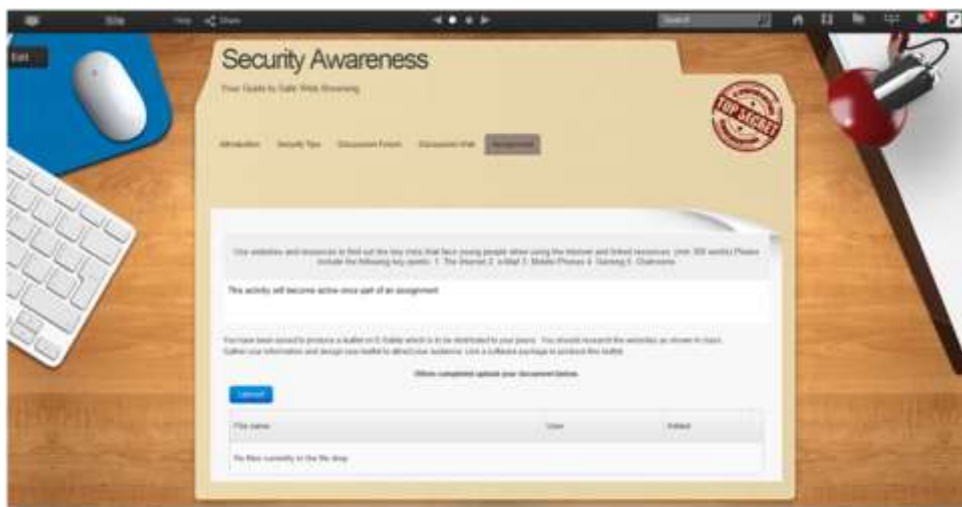 Site Help Share Search
Exit
Security Awareness
Your Guide to Safe Web Browsing
TOP SECRET
Introduction Security Tips Discussion Forum Discussion Wall Assignment
Use websites and resources to find out the key risks that face young people when using the internet and linked resources. (min 300 words) Please
include the following key points: 1. The Internet 2. e-Mail 3. Mobile Phones 4. Gaming 5. Chatrooms
This activity will become active once part of an assignment
You have been asked to produce a leaflet on E-Safety which is to be distributed to your peers. You should research the websites as shown in class.
Gather your information and design your leaflet to attract your audience. Use a software package to produce this leaflet.
When completed upload your document below.
Upload
File name User Added
No files currently in the file drop